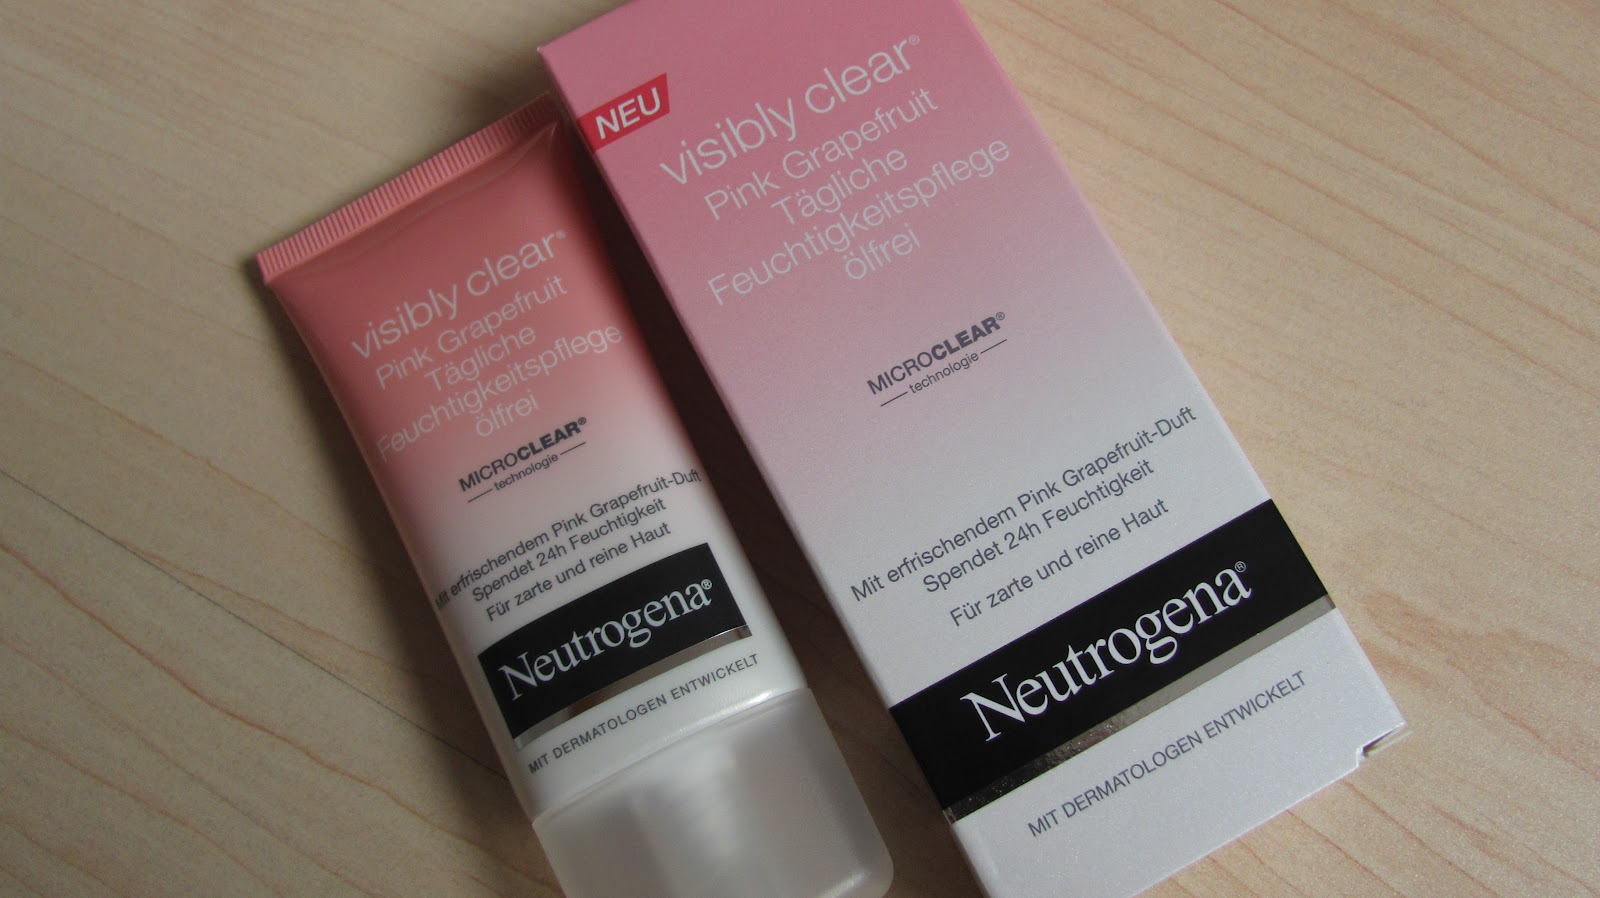 visibly clear®
Pink Grapefruit
Tägliche
Feuchtigkeitspflege
ölfrei
MICROCLEAR®
technologie
Mit erfrischendem Pink Grapefruit-Duft
Spendet 24h Feuchtigkeit
Für zarte und reine Haut
Neutrogena®
MIT DERMATOLOGEN ENTWICKELT
NEU
visibly clear®
Pink Grapefruit
Tägliche
Feuchtigkeitspflege
ölfrei
MICROCLEAR®
technologie
Mit erfrischendem Pink Grapefruit-Duft
Spendet 24h Feuchtigkeit
Für zarte und reine Haut
Neutrogena®
MIT DERMATOLOGEN ENTWICKELT